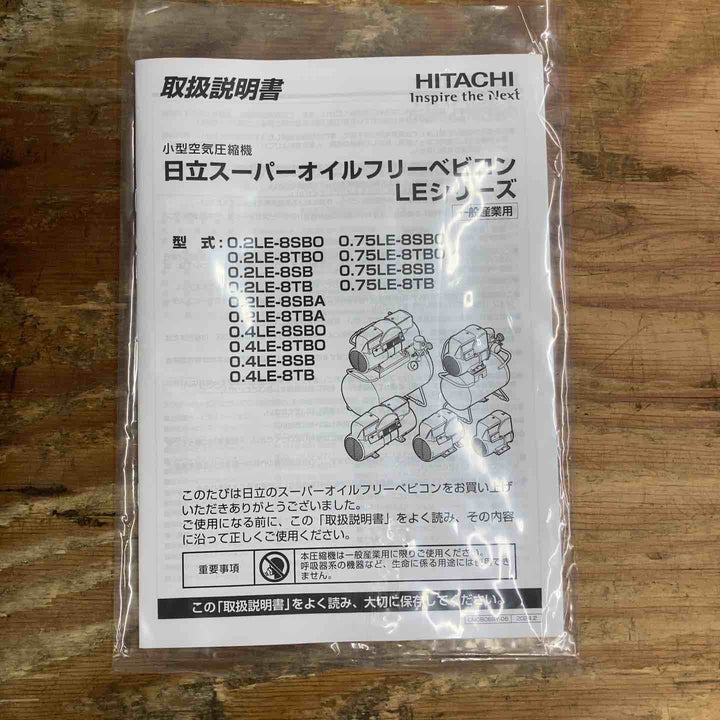 取扱説明書
HITACHI
Inspire the Next
小型空気圧縮機
日立スーパーオイルフリーベビコン
LEシリーズ
一般産業用
型 式：0.2LE-8SBO 0.75LE-8SBO
0.2LE-8TBO 0.75LE-8TBO
0.2LE-8SB 0.75LE-8SB
0.2LE-8TB 0.75LE-8TB
0.2LE-8SBA
0.2LE-8TBA
0.4LE-8SBO
0.4LE-8TBO
0.4LE-8SB
0.4LE-8TB
このたびは日立のスーパーオイルフリーベビコンをお買い上げ
いただきありがとうございました。
ご使用になる前に、この「取扱説明書」をよく読み、その内容
に沿って正しくご使用ください。
重要事項
本圧縮機は一般産業用に限りご使用ください。
呼吸器系の機器など、生命に係る用途にはご使用でき
ません。
この「取扱説明書」をよく読み、大切に保存してください。